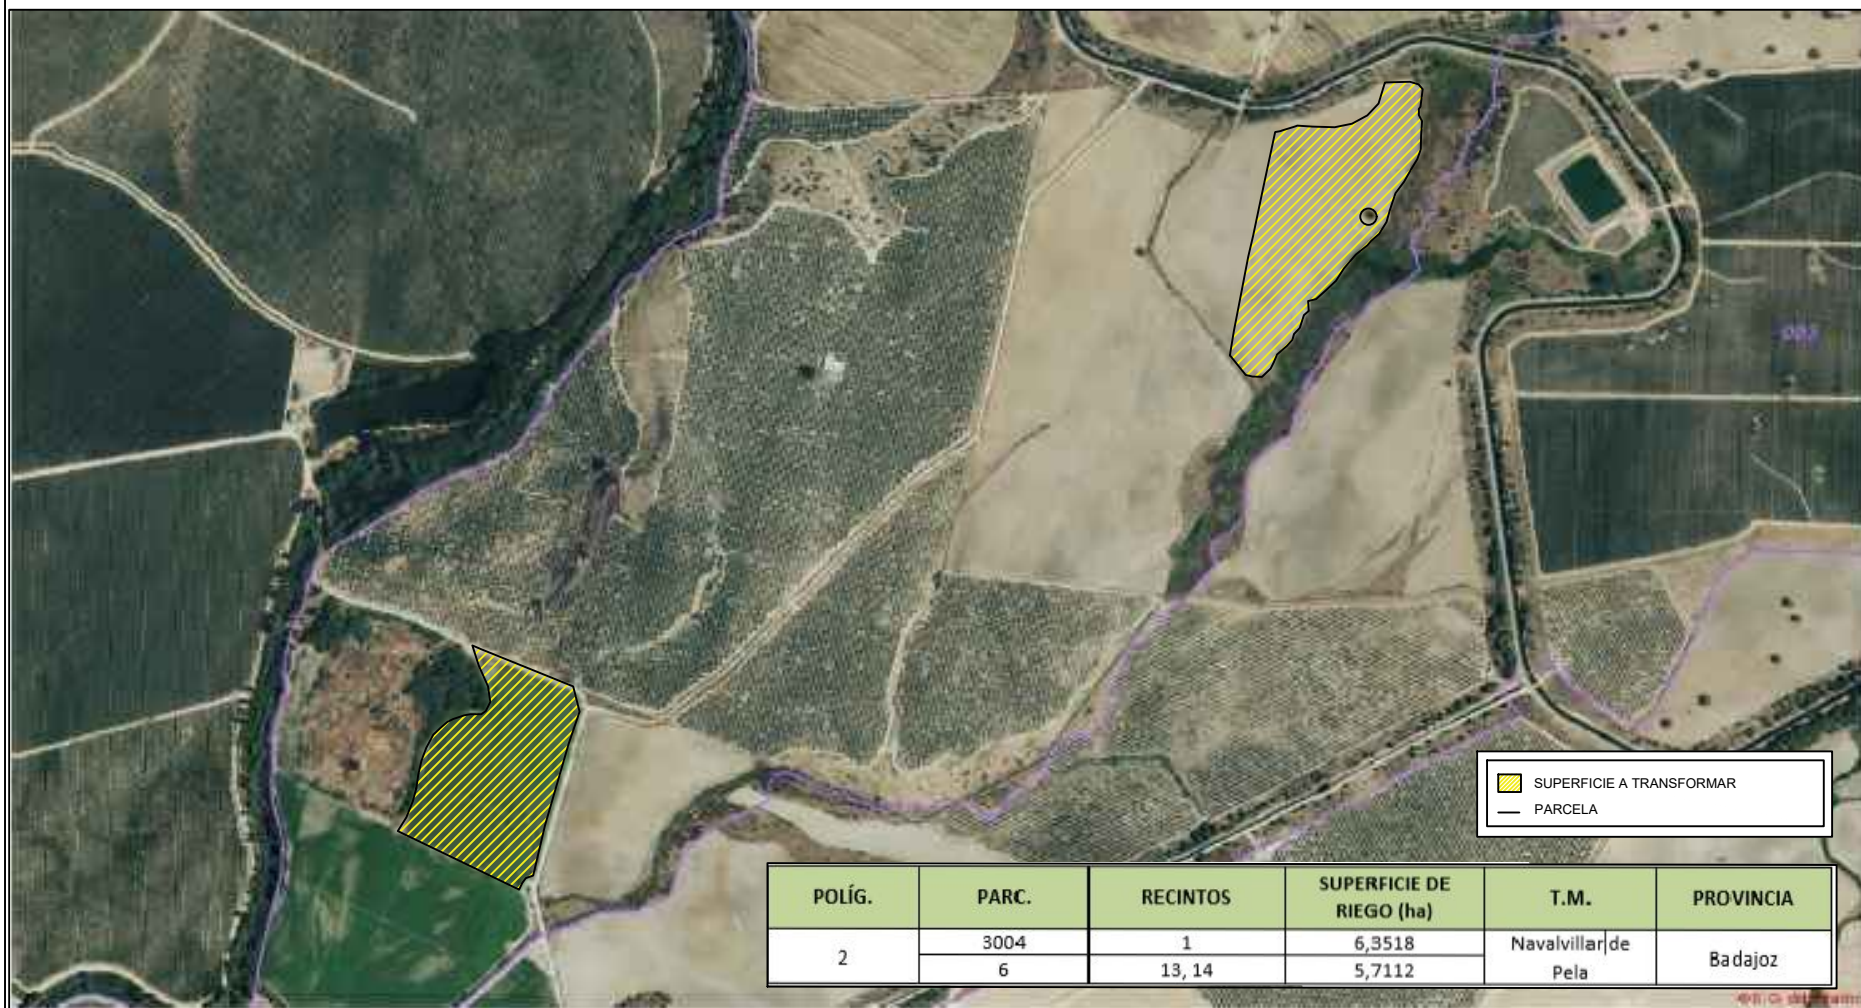 SUPERFICIE A TRANSFORMAR
PARCELA
POLÍG. PARC. RECINTOS SUPERFICIE DE RIEGO (ha) T.M. PROVINCIA
2 3004 1 6,3518 Navalvillar de Pela Badajoz
6 13, 14 5,7112